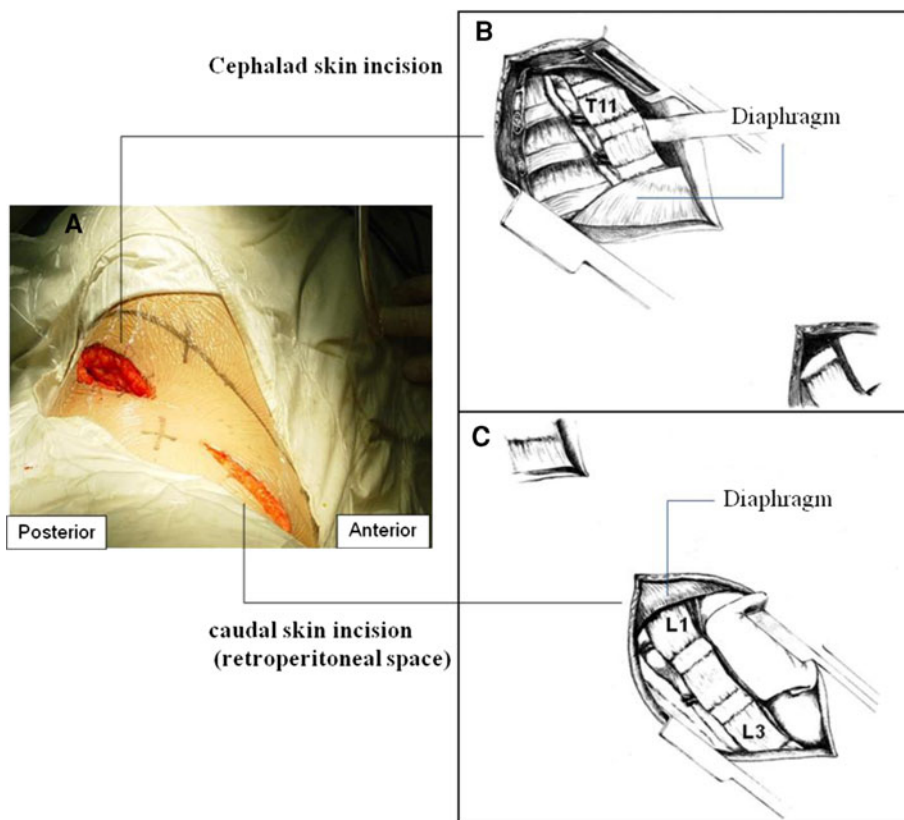 Cephalad skin incision
A
Posterior
Anterior
caudal skin incision
(retroperitoneal space)
B
T11
Diaphragm
C
Diaphragm
L1
L3